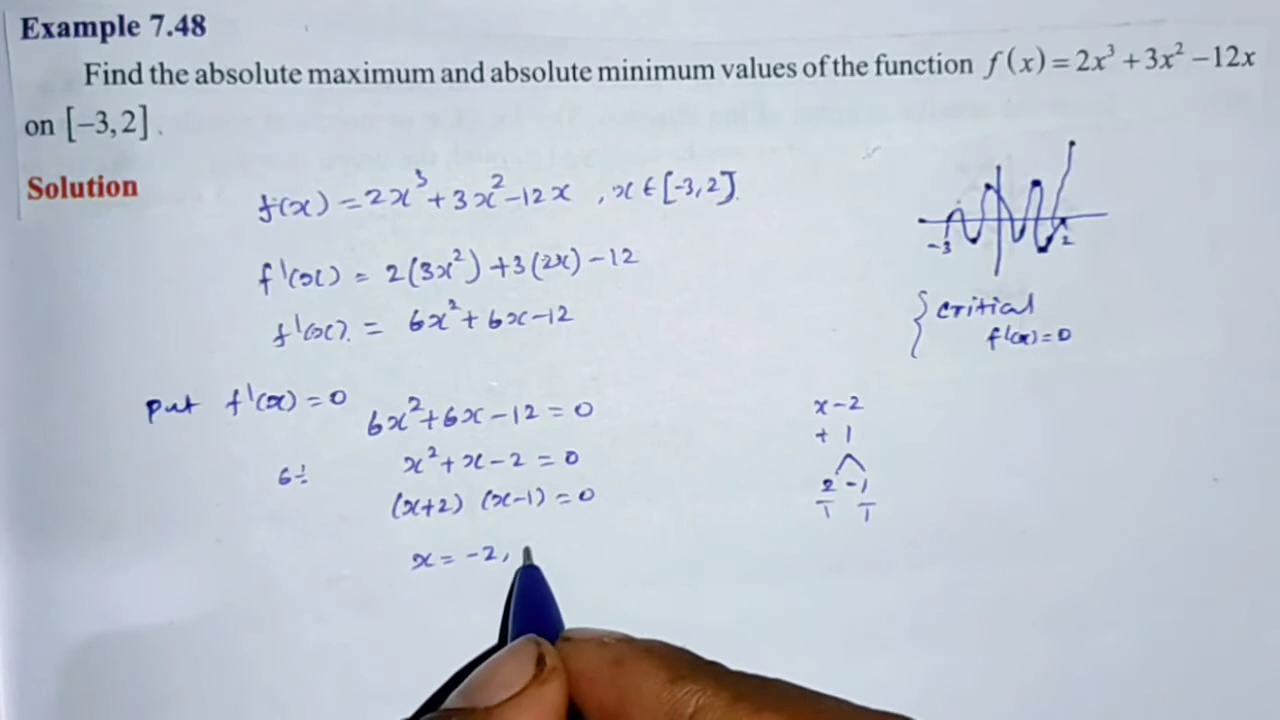 Example 7.48
Find the absolute maximum and absolute minimum values of the function f(x) = 2x³ + 3x² − 12x
on [−3, 2] .
Solution
f(x) = 2x³ + 3x² − 12x , x ∈ [-3, 2]
f'(x) = 2(3x²) + 3(2x) − 12
f'(x). = 6x² + 6x − 12
put f'(x) = 0
6x² + 6x − 12 = 0
6÷ x² + x − 2 = 0
(x+2) (x−1) = 0
x = −2,
-3 2
{ critical
f'(x) = 0
x −2
+ 1
2 −1
1 1